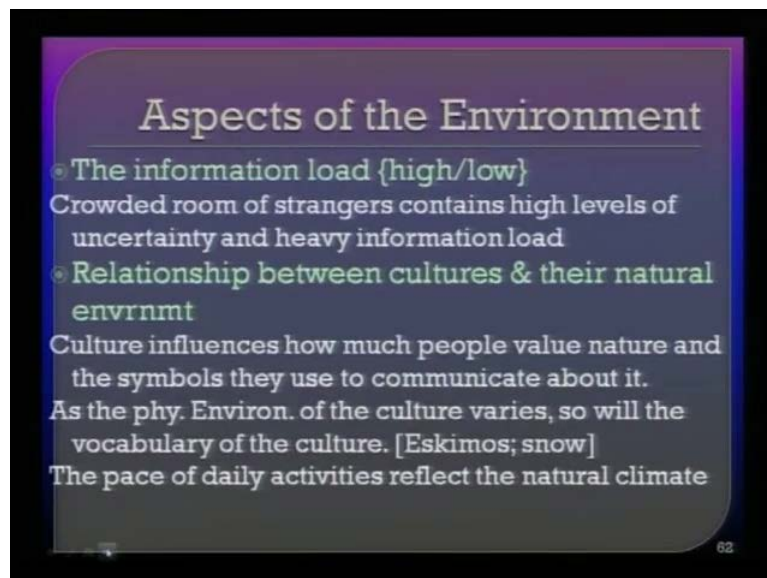 Aspects of the Environment
The information load {high/low}
Crowded room of strangers contains high levels of
uncertainty and heavy information load
Relationship between cultures & their natural
envrnmt
Culture influences how much people value nature and
the symbols they use to communicate about it.
As the phy. Environ. of the culture varies, so will the
vocabulary of the culture. [Eskimos; snow]
The pace of daily activities reflect the natural climate
62